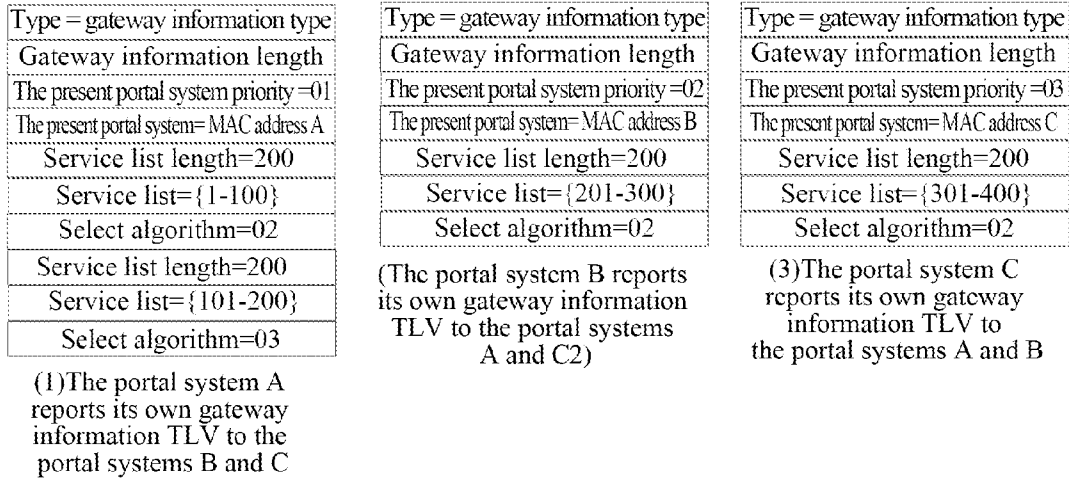 Type = gateway information type
Gateway information length
The present portal system priority =01
The present portal system= MAC address A
Service list length=200
Service list={1-100}
Select algorithm=02
Service list length=200
Service list={101-200}
Select algorithm=03
(1)The portal system A
reports its own gateway
information TLV to the
portal systems B and C
Type = gateway information type
Gateway information length
The present portal system priority =02
The present portal system= MAC address B
Service list length=200
Service list={201-300}
Select algorithm=02
(The portal system B reports
its own gateway information
TLV to the portal systems
A and C2)
Type = gateway information type
Gateway information length
The present portal system priority =03
The present portal system= MAC address C
Service list length=200
Service list={301-400}
Select algorithm=02
(3)The portal system C
reports its own gateway
information TLV to
the portal systems A and B